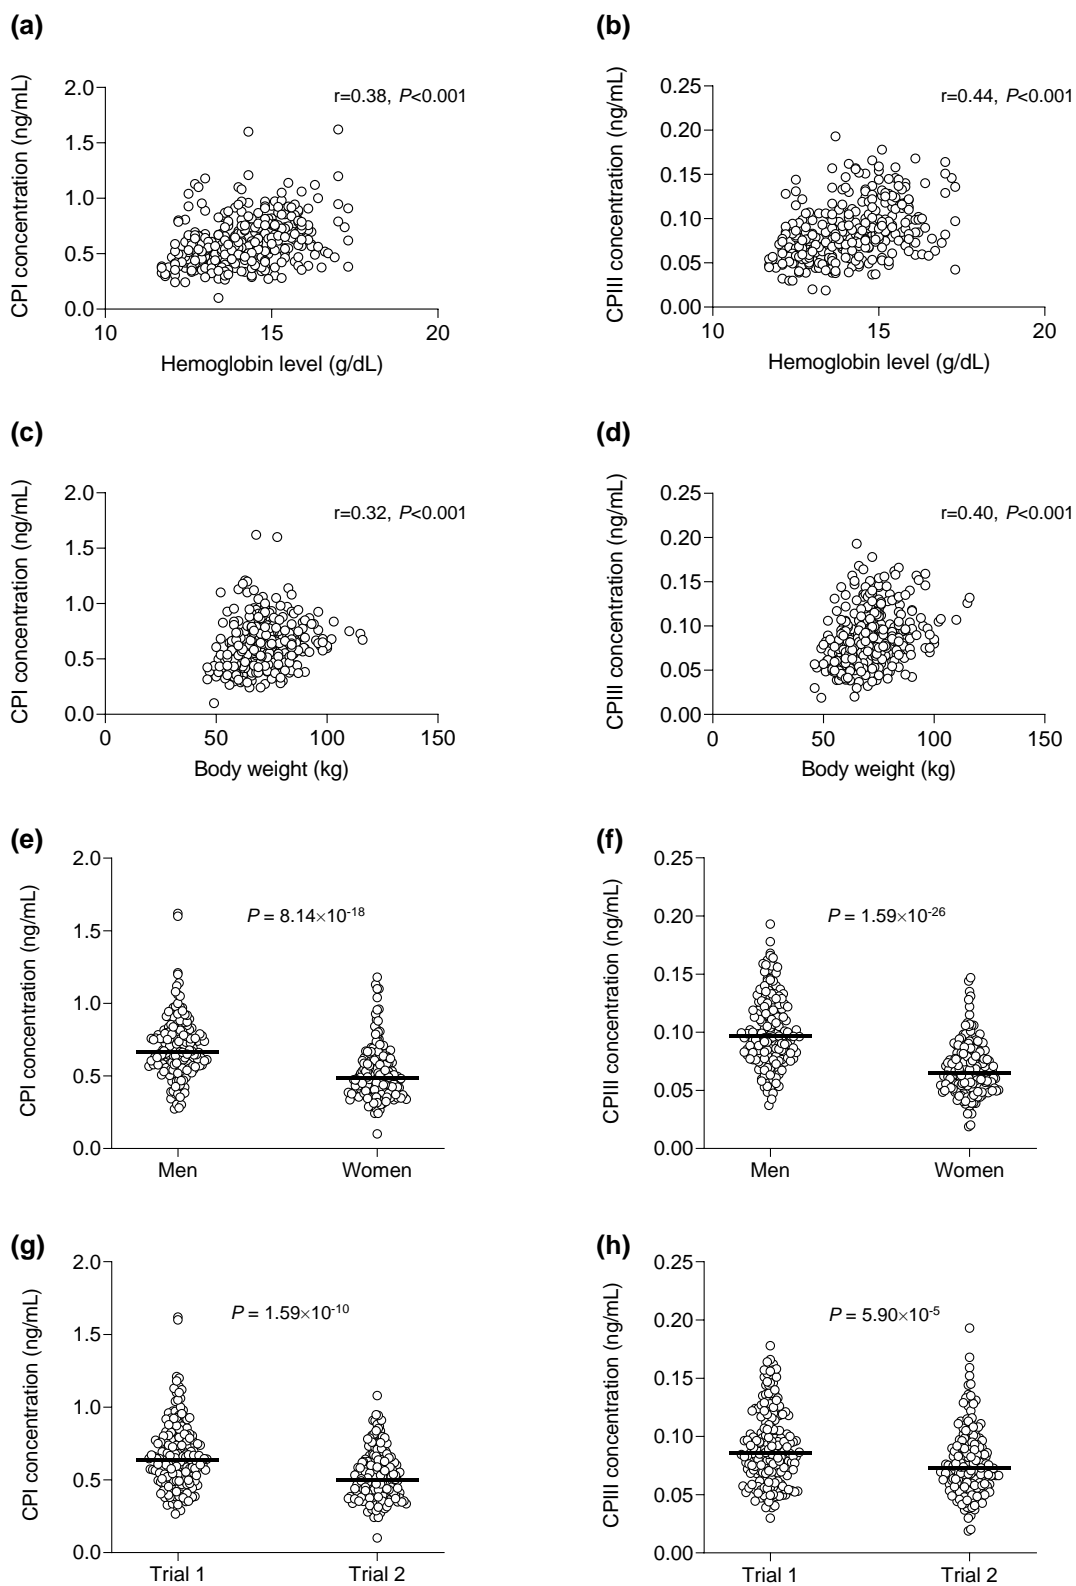 (a)
CPI concentration (ng/mL)
2.0
1.5
1.0
0.5
0.0
r=0.38, P<0.001
10
15
20
Hemoglobin level (g/dL)
(b)
CPIII concentration (ng/mL)
0.25
0.20
0.15
0.10
0.05
0.00
r=0.44, P<0.001
10
15
20
Hemoglobin level (g/dL)
(c)
CPI concentration (ng/mL)
2.0
1.5
1.0
0.5
0.0
r=0.32, P<0.001
0
50
100
150
Body weight (kg)
(d)
CPIII concentration (ng/mL)
0.25
0.20
0.15
0.10
0.05
0.00
r=0.40, P<0.001
0
50
100
150
Body weight (kg)
(e)
CPI concentration (ng/mL)
2.0
1.5
1.0
0.5
0.0
P = 8.14×10-18
Men
Women
(f)
CPIII concentration (ng/mL)
0.25
0.20
0.15
0.10
0.05
0.00
P = 1.59×10-26
Men
Women
(g)
CPI concentration (ng/mL)
2.0
1.5
1.0
0.5
0.0
P = 1.59×10-10
Trial 1
Trial 2
(h)
CPIII concentration (ng/mL)
0.25
0.20
0.15
0.10
0.05
0.00
P = 5.90×10-5
Trial 1
Trial 2